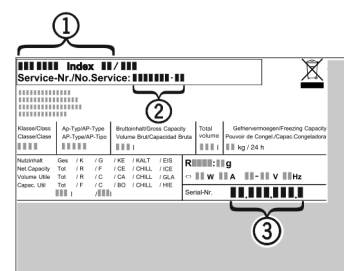 1
Index /
Service-Nr./No.Service: -
2
Klasse/Class Ap-Typ/AP-Type Bruttoinhalt/Gross Capacity Total Gefriervermoegen/Freezing Capacity
Classe/Clase AP-Type/AP-Tipo Volume Brut/Capacidad Bruta volume Pouvoir de Congel./Capac.Congeladora
l l kg / 24 h
Nutzinhalt Ges / K / G / KE / KALT / EIS
Net.Capacity Tot / R / F / CE / CHILL / ICE
Volume Utile Tot / R / C / CA / CHILL / GLA
Capac. Util Tot / F / C / BO / CHILL / HIE
l / l
R : g
W A - V Hz
Serial-Nr. . . .
3